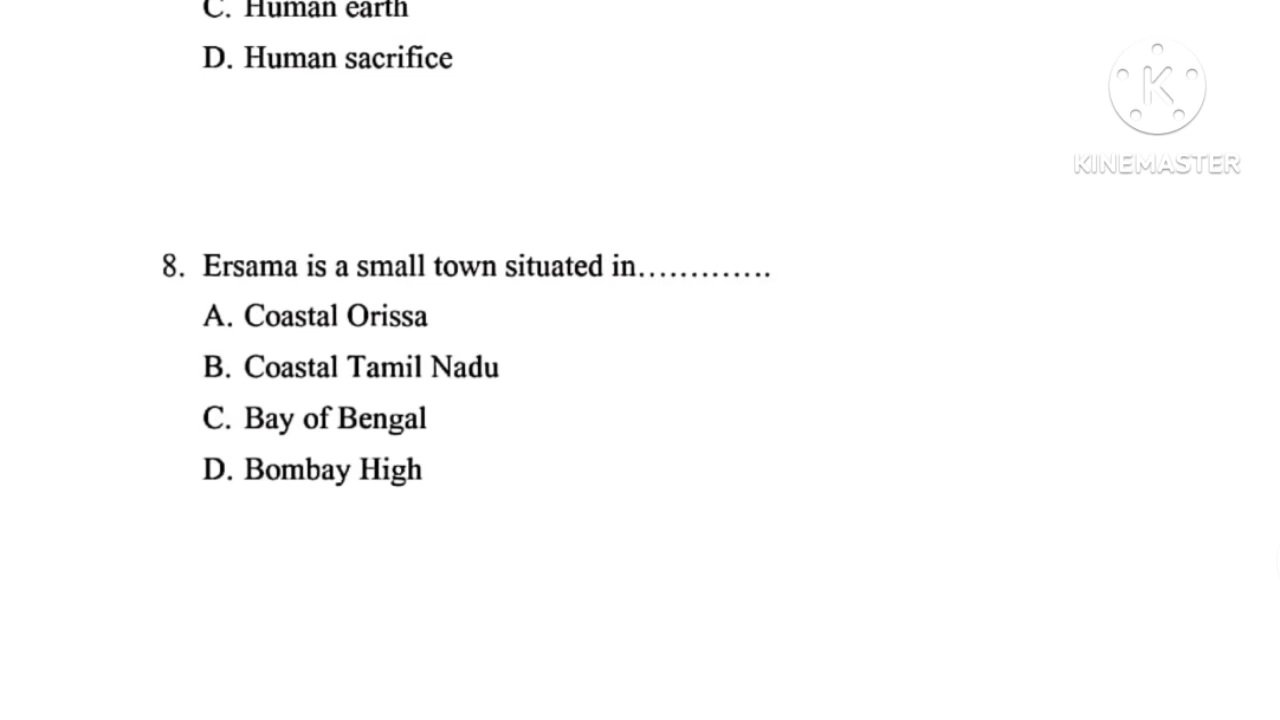 C. Human earth
D. Human sacrifice
K
KINEMASTER
8. Ersama is a small town situated in.............
A. Coastal Orissa
B. Coastal Tamil Nadu
C. Bay of Bengal
D. Bombay High